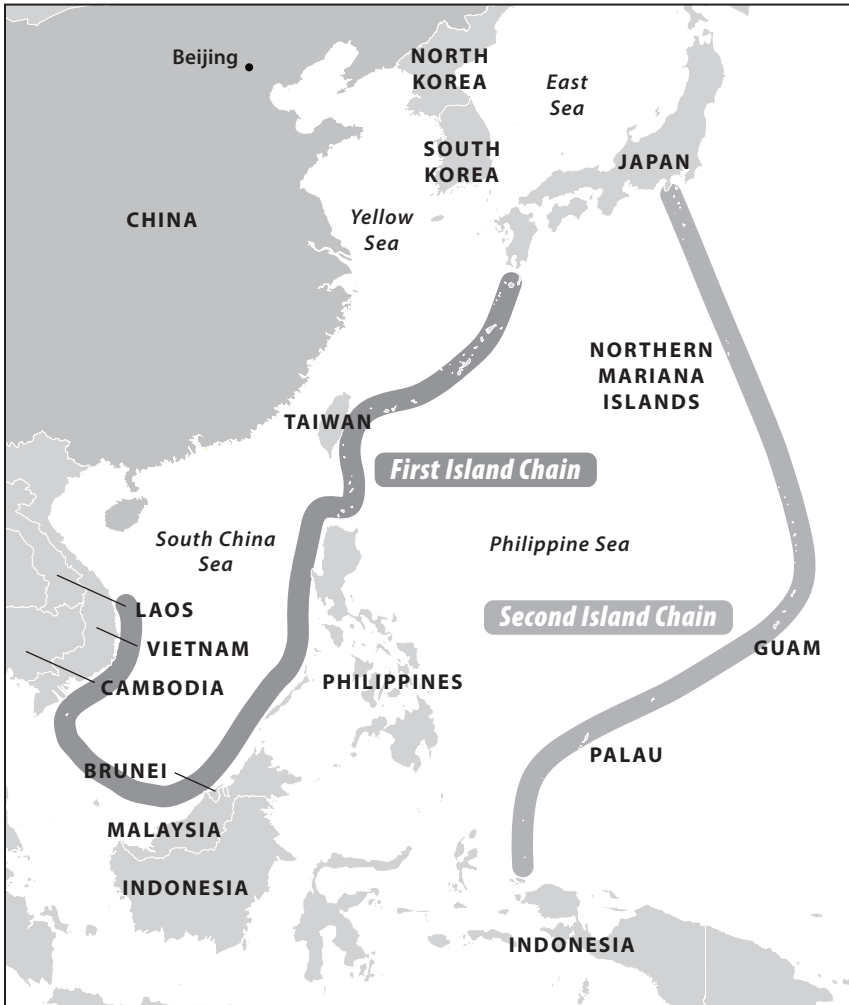 Beijing
NORTH
KOREA
East
Sea
SOUTH
KOREA
JAPAN
CHINA
Yellow
Sea
NORTHERN
MARIANA
ISLANDS
TAIWAN
First Island Chain
South China
Sea
Philippine Sea
LAOS
Second Island Chain
VIETNAM
GUAM
CAMBODIA
PHILIPPINES
PALAU
BRUNEI
MALAYSIA
INDONESIA
INDONESIA